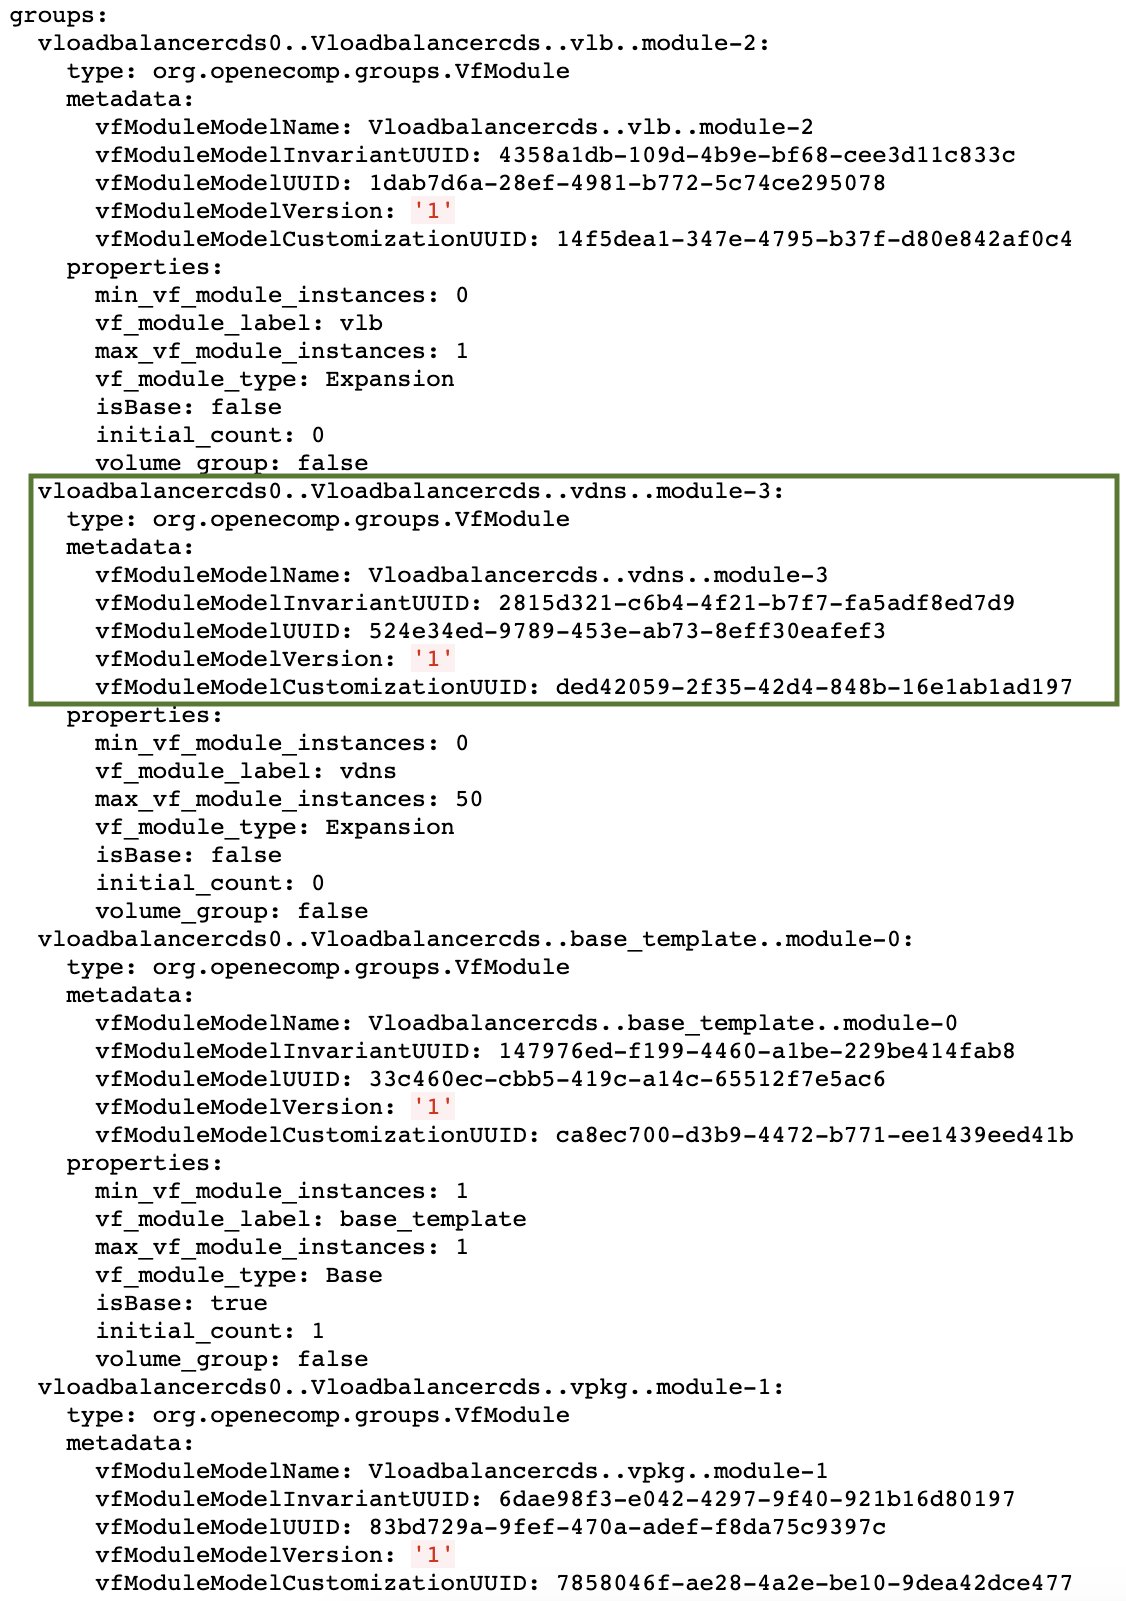 groups:
  vloadbalancercds0..Vloadbalancercds..vlb..module-2:
    type: org.openecomp.groups.VfModule
    metadata:
      vfModuleModelName: Vloadbalancercds..vlb..module-2
      vfModuleModelInvariantUUID: 4358a1db-109d-4b9e-bf68-cee3d11c833c
      vfModuleModelUUID: 1dab7d6a-28ef-4981-b772-5c74ce295078
      vfModuleModelVersion: '1'
      vfModuleModelCustomizationUUID: 14f5dea1-347e-4795-b37f-d80e842af0c4
    properties:
      min_vf_module_instances: 0
      vf_module_label: vlb
      max_vf_module_instances: 1
      vf_module_type: Expansion
      isBase: false
      initial_count: 0
      volume_group: false
  vloadbalancercds0..Vloadbalancercds..vdns..module-3:
    type: org.openecomp.groups.VfModule
    metadata:
      vfModuleModelName: Vloadbalancercds..vdns..module-3
      vfModuleModelInvariantUUID: 2815d321-c6b4-4f21-b7f7-fa5adf8ed7d9
      vfModuleModelUUID: 524e34ed-9789-453e-ab73-8eff30eafef3
      vfModuleModelVersion: '1'
      vfModuleModelCustomizationUUID: ded42059-2f35-42d4-848b-16e1ab1ad197
    properties:
      min_vf_module_instances: 0
      vf_module_label: vdns
      max_vf_module_instances: 50
      vf_module_type: Expansion
      isBase: false
      initial_count: 0
      volume_group: false
  vloadbalancercds0..Vloadbalancercds..base_template..module-0:
    type: org.openecomp.groups.VfModule
    metadata:
      vfModuleModelName: Vloadbalancercds..base_template..module-0
      vfModuleModelInvariantUUID: 147976ed-f199-4460-a1be-229be414fab8
      vfModuleModelUUID: 33c460ec-cbb5-419c-a14c-65512f7e5ac6
      vfModuleModelVersion: '1'
      vfModuleModelCustomizationUUID: ca8ec700-d3b9-4472-b771-ee1439eed41b
    properties:
      min_vf_module_instances: 1
      vf_module_label: base_template
      max_vf_module_instances: 1
      vf_module_type: Base
      isBase: true
      initial_count: 1
      volume_group: false
  vloadbalancercds0..Vloadbalancercds..vpkg..module-1:
    type: org.openecomp.groups.VfModule
    metadata:
      vfModuleModelName: Vloadbalancercds..vpkg..module-1
      vfModuleModelInvariantUUID: 6dae98f3-e042-4297-9f40-921b16d80197
      vfModuleModelUUID: 83bd729a-9fef-470a-adef-f8da75c9397c
      vfModuleModelVersion: '1'
      vfModuleModelCustomizationUUID: 7858046f-ae28-4a2e-be10-9dea42dce477